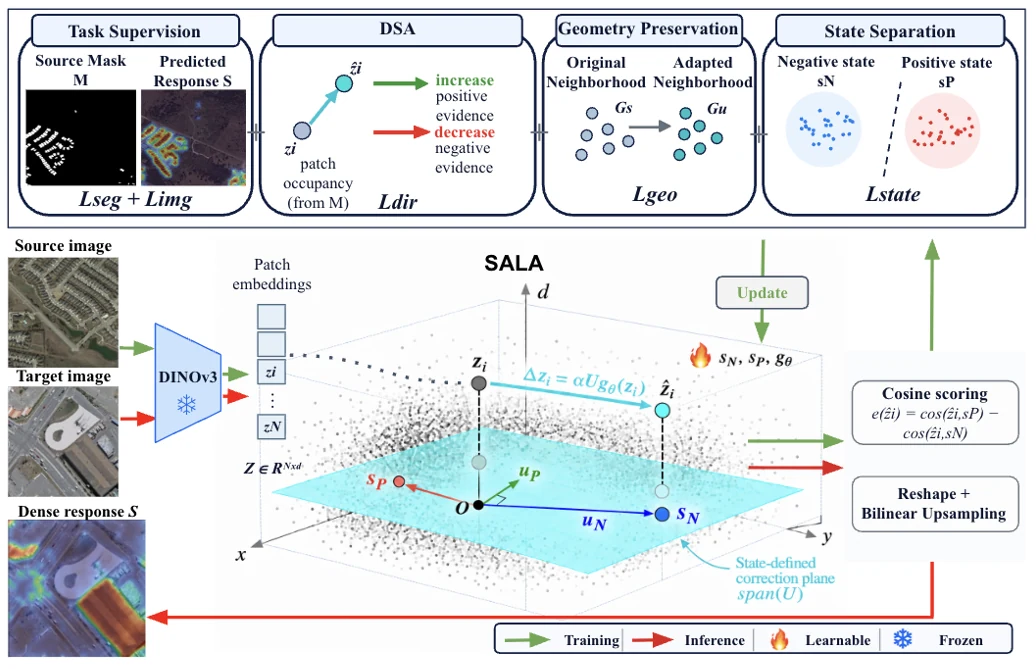 Task Supervision
Source Mask
M
Predicted
Response S
Lseg + Limg
+
DSA
ẑi
zi
patch
occupancy
(from M)
increase
positive
evidence
decrease
negative
evidence
Ldir
+
Geometry Preservation
Original
Neighborhood
Adapted
Neighborhood
Gs
Gu
Lgeo
+
State Separation
Negative state
sN
Positive state
sP
Lstate
Source image
Target image
DINOv3
Patch
embeddings
zi
⋮
zN
Z ∈ R^Nxd
SALA
d
zi
Δzi = αUgθ(zi)
ẑi
sP
uP
O
uN
sN
x
y
State-defined
correction plane
span(U)
Update
sN, sP, gθ
Cosine scoring
e(ẑi) = cos(ẑi,sP) −
cos(ẑi,sN)
Reshape +
Bilinear Upsampling
Dense response S
Training
Inference
Learnable
Frozen